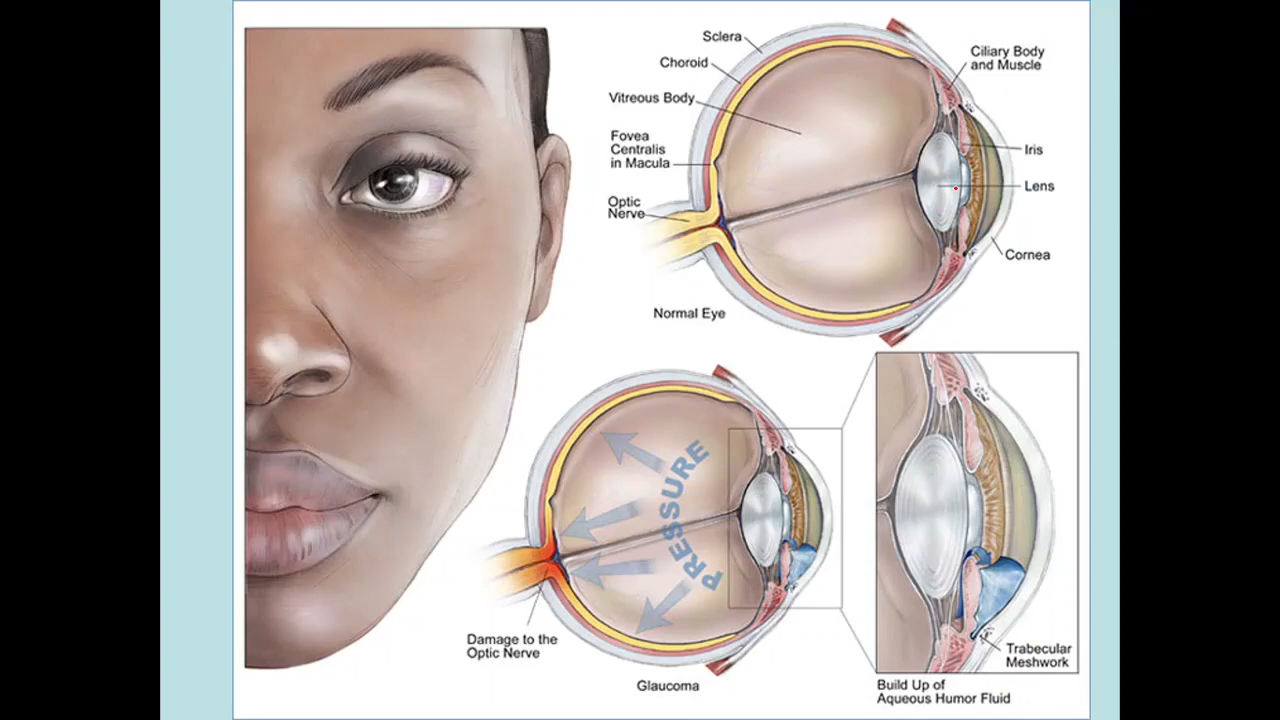 Sclera
Choroid
Vitreous Body
Fovea
Centralis
in Macula
Optic
Nerve
Ciliary Body
and Muscle
Iris
Lens
Cornea
Normal Eye
PRESSURE
Damage to the
Optic Nerve
Glaucoma
Trabecular
Meshwork
Build Up of
Aqueous Humor Fluid